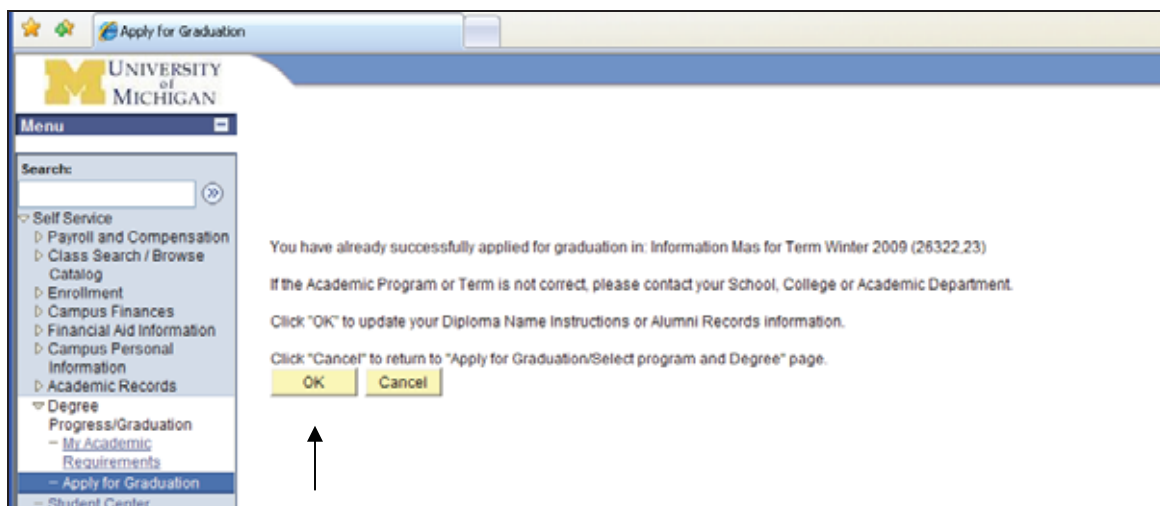 Apply for Graduation
UNIVERSITY
of
MICHIGAN
Menu
Search:
Self Service
Payroll and Compensation
Class Search / Browse
Catalog
Enrollment
Campus Finances
Financial Aid Information
Campus Personal
Information
Academic Records
Degree
Progress/Graduation
– My Academic
Requirements
– Apply for Graduation
– Student Center
You have already successfully applied for graduation in: Information Mas for Term Winter 2009 (26322,23)
If the Academic Program or Term is not correct, please contact your School, College or Academic Department.
Click "OK" to update your Diploma Name Instructions or Alumni Records information.
Click "Cancel" to return to "Apply for Graduation/Select program and Degree" page.
OK Cancel